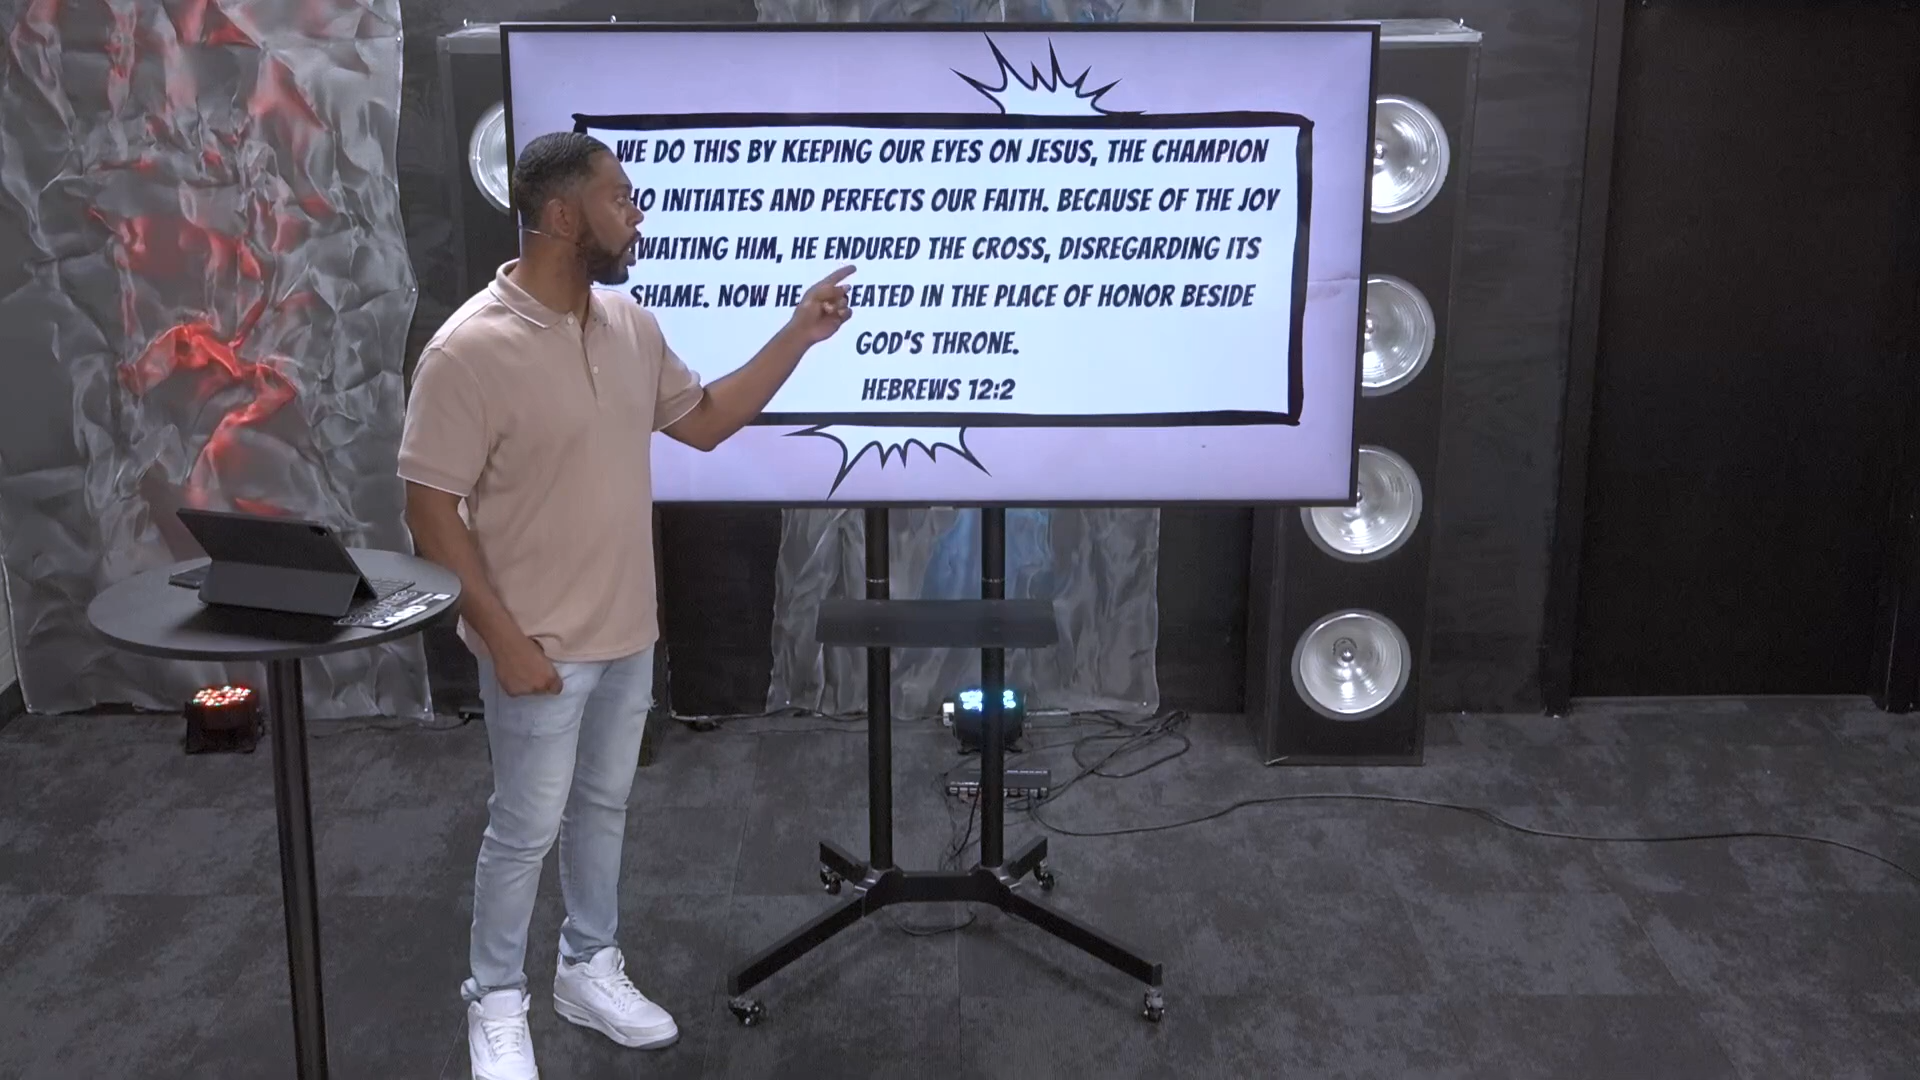 WE DO THIS BY KEEPING OUR EYES ON JESUS, THE CHAMPION
INITIATES AND PERFECTS OUR FAITH. BECAUSE OF THE JOY
HIM, HE ENDURED THE CROSS, DISREGARDING ITS
SHAME. NOW HE SEATED IN THE PLACE OF HONOR BESIDE
GOD'S THRONE.
HEBREWS 12:2